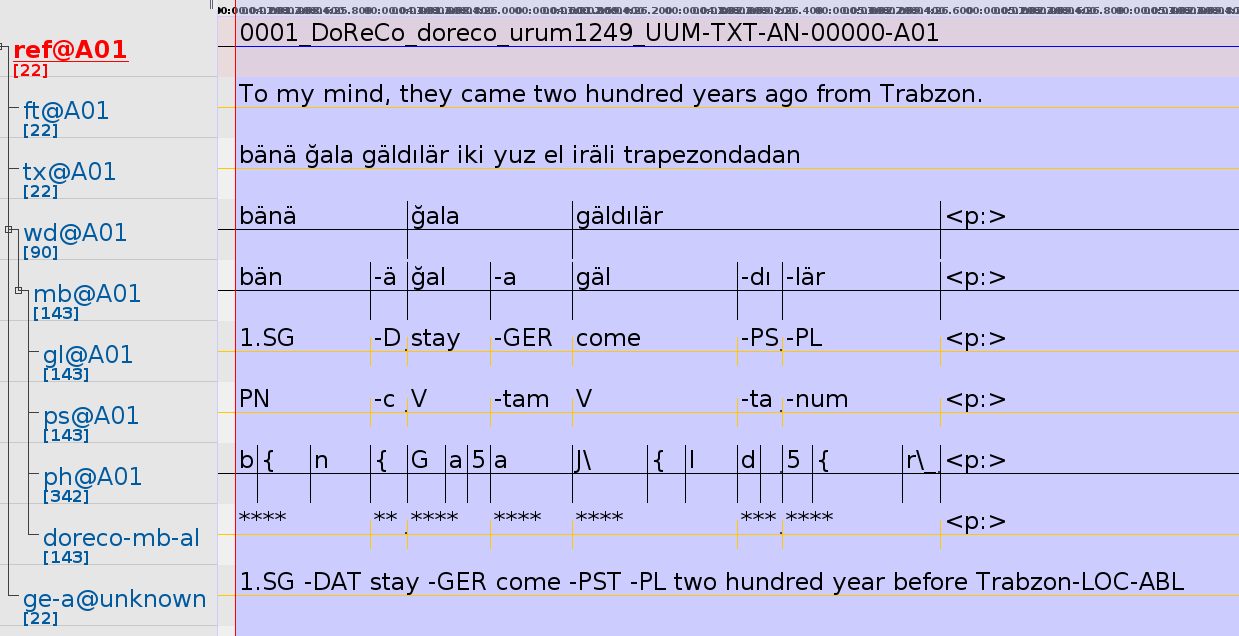 ref@A01 0001_DoReCo_doreco_urum1249_UUM-TXT-AN-00000-A01
[22]
ft@A01 To my mind, they came two hundred years ago from Trabzon.
[22]
tx@A01 bänä ğala gäldılär iki yuz el iräli trapezondadan
[22]
wd@A01 bänä ğala gäldılär <p:>
[90]
mb@A01 bän -ä ğal -a gäl -dı -lär <p:>
[143]
gl@A01 1.SG -D stay -GER come -PS -PL <p:>
[143]
ps@A01 PN -c V -tam V -ta -num <p:>
[143]
ph@A01 b { n { G a 5 a J\ { l d 5 { r\_ <p:>
[342]
doreco-mb-al **** ** **** **** **** *** **** <p:>
[143]
ge-a@unknown 1.SG -DAT stay -GER come -PST -PL two hundred year before Trabzon-LOC-ABL
[22]